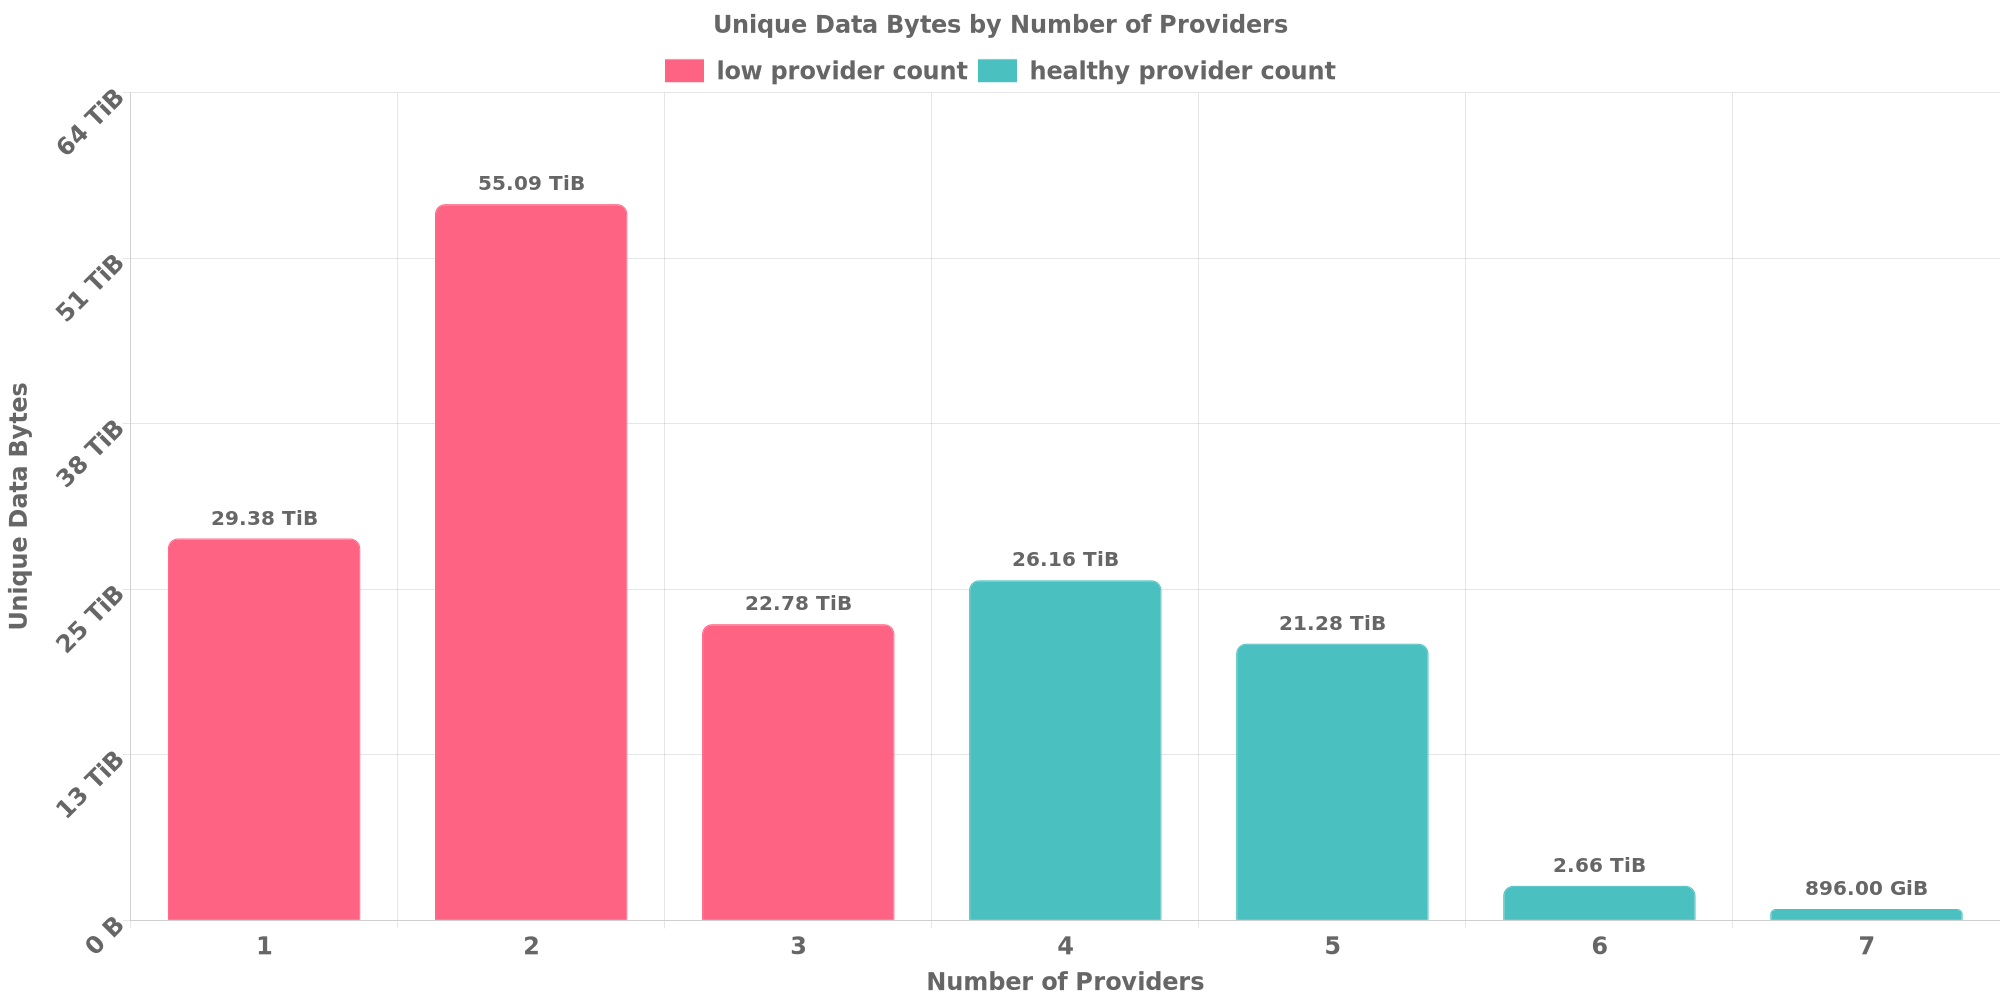 Unique Data Bytes by Number of Providers
low provider count healthy provider count
64 TiB
51 TiB
38 TiB
25 TiB
13 TiB
0 B
Unique Data Bytes
29.38 TiB
55.09 TiB
22.78 TiB
26.16 TiB
21.28 TiB
2.66 TiB
896.00 GiB
1 2 3 4 5 6 7
Number of Providers